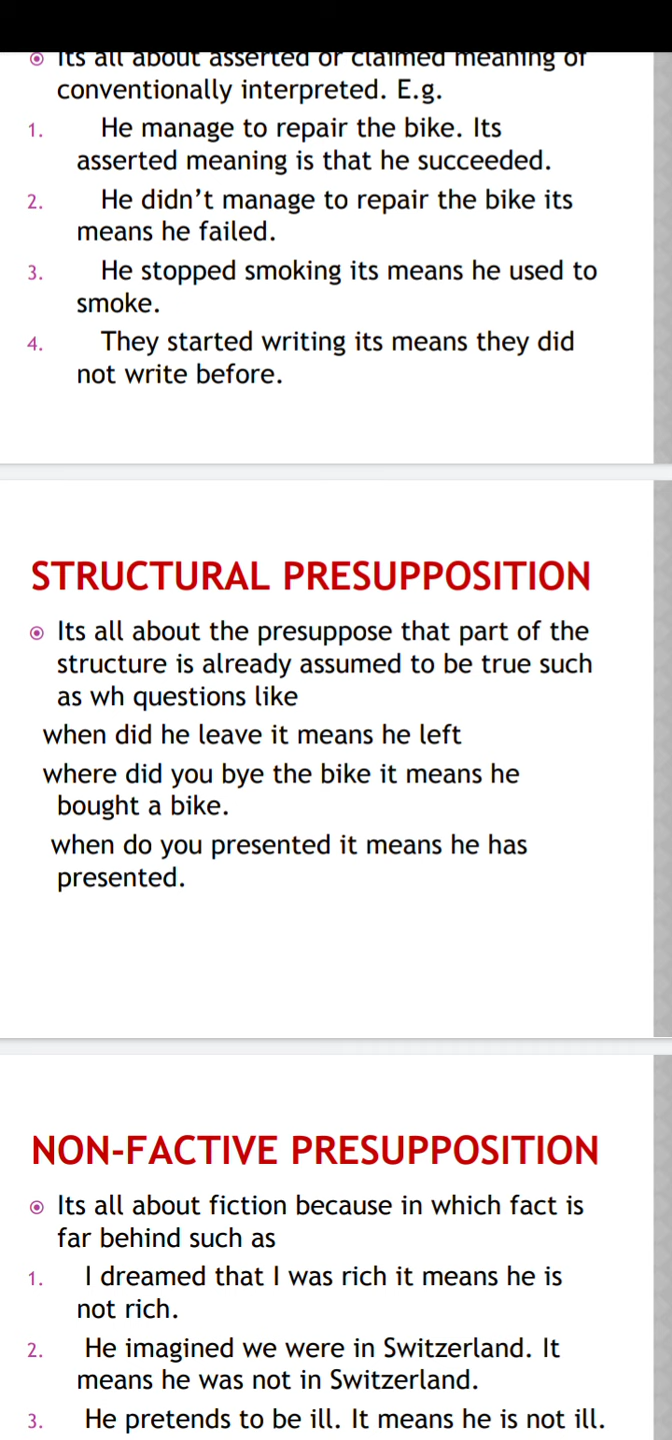 Its all about asserted or claimed meaning or
conventionally interpreted. E.g.
1. He manage to repair the bike. Its
asserted meaning is that he succeeded.
2. He didn’t manage to repair the bike its
means he failed.
3. He stopped smoking its means he used to
smoke.
4. They started writing its means they did
not write before.
STRUCTURAL PRESUPPOSITION
Its all about the presuppose that part of the
structure is already assumed to be true such
as wh questions like
when did he leave it means he left
where did you bye the bike it means he
bought a bike.
when do you presented it means he has
presented.
NON-FACTIVE PRESUPPOSITION
Its all about fiction because in which fact is
far behind such as
1. I dreamed that I was rich it means he is
not rich.
2. He imagined we were in Switzerland. It
means he was not in Switzerland.
3. He pretends to be ill. It means he is not ill.